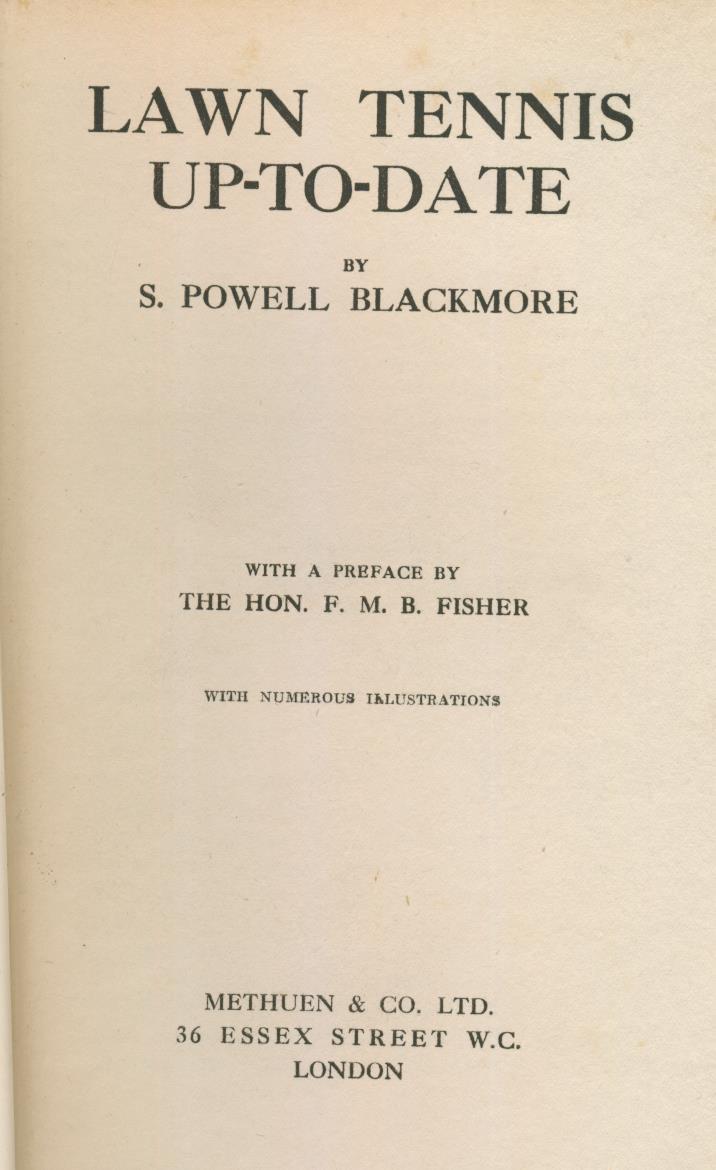 LAWN TENNIS
UP-TO-DATE
BY
S. POWELL BLACKMORE
WITH A PREFACE BY
THE HON. F. M. B. FISHER
WITH NUMEROUS ILLUSTRATIONS
METHUEN & CO. LTD.
36 ESSEX STREET W.C.
LONDON